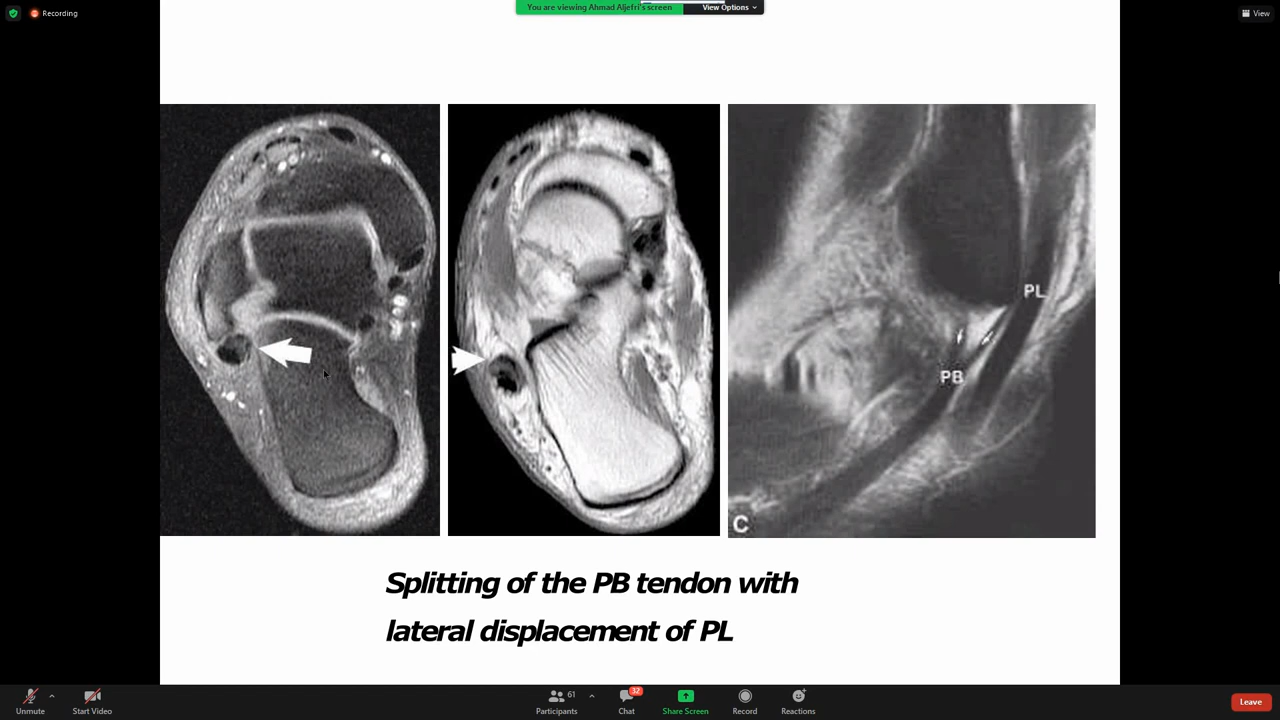 Recording
You are viewing Ahmad Aljefri's screen
View Options
View
PL
PB
C
Splitting of the PB tendon with
lateral displacement of PL
Unmute
Start Video
Participants
61
Chat
32
Share Screen
Record
Reactions
Leave